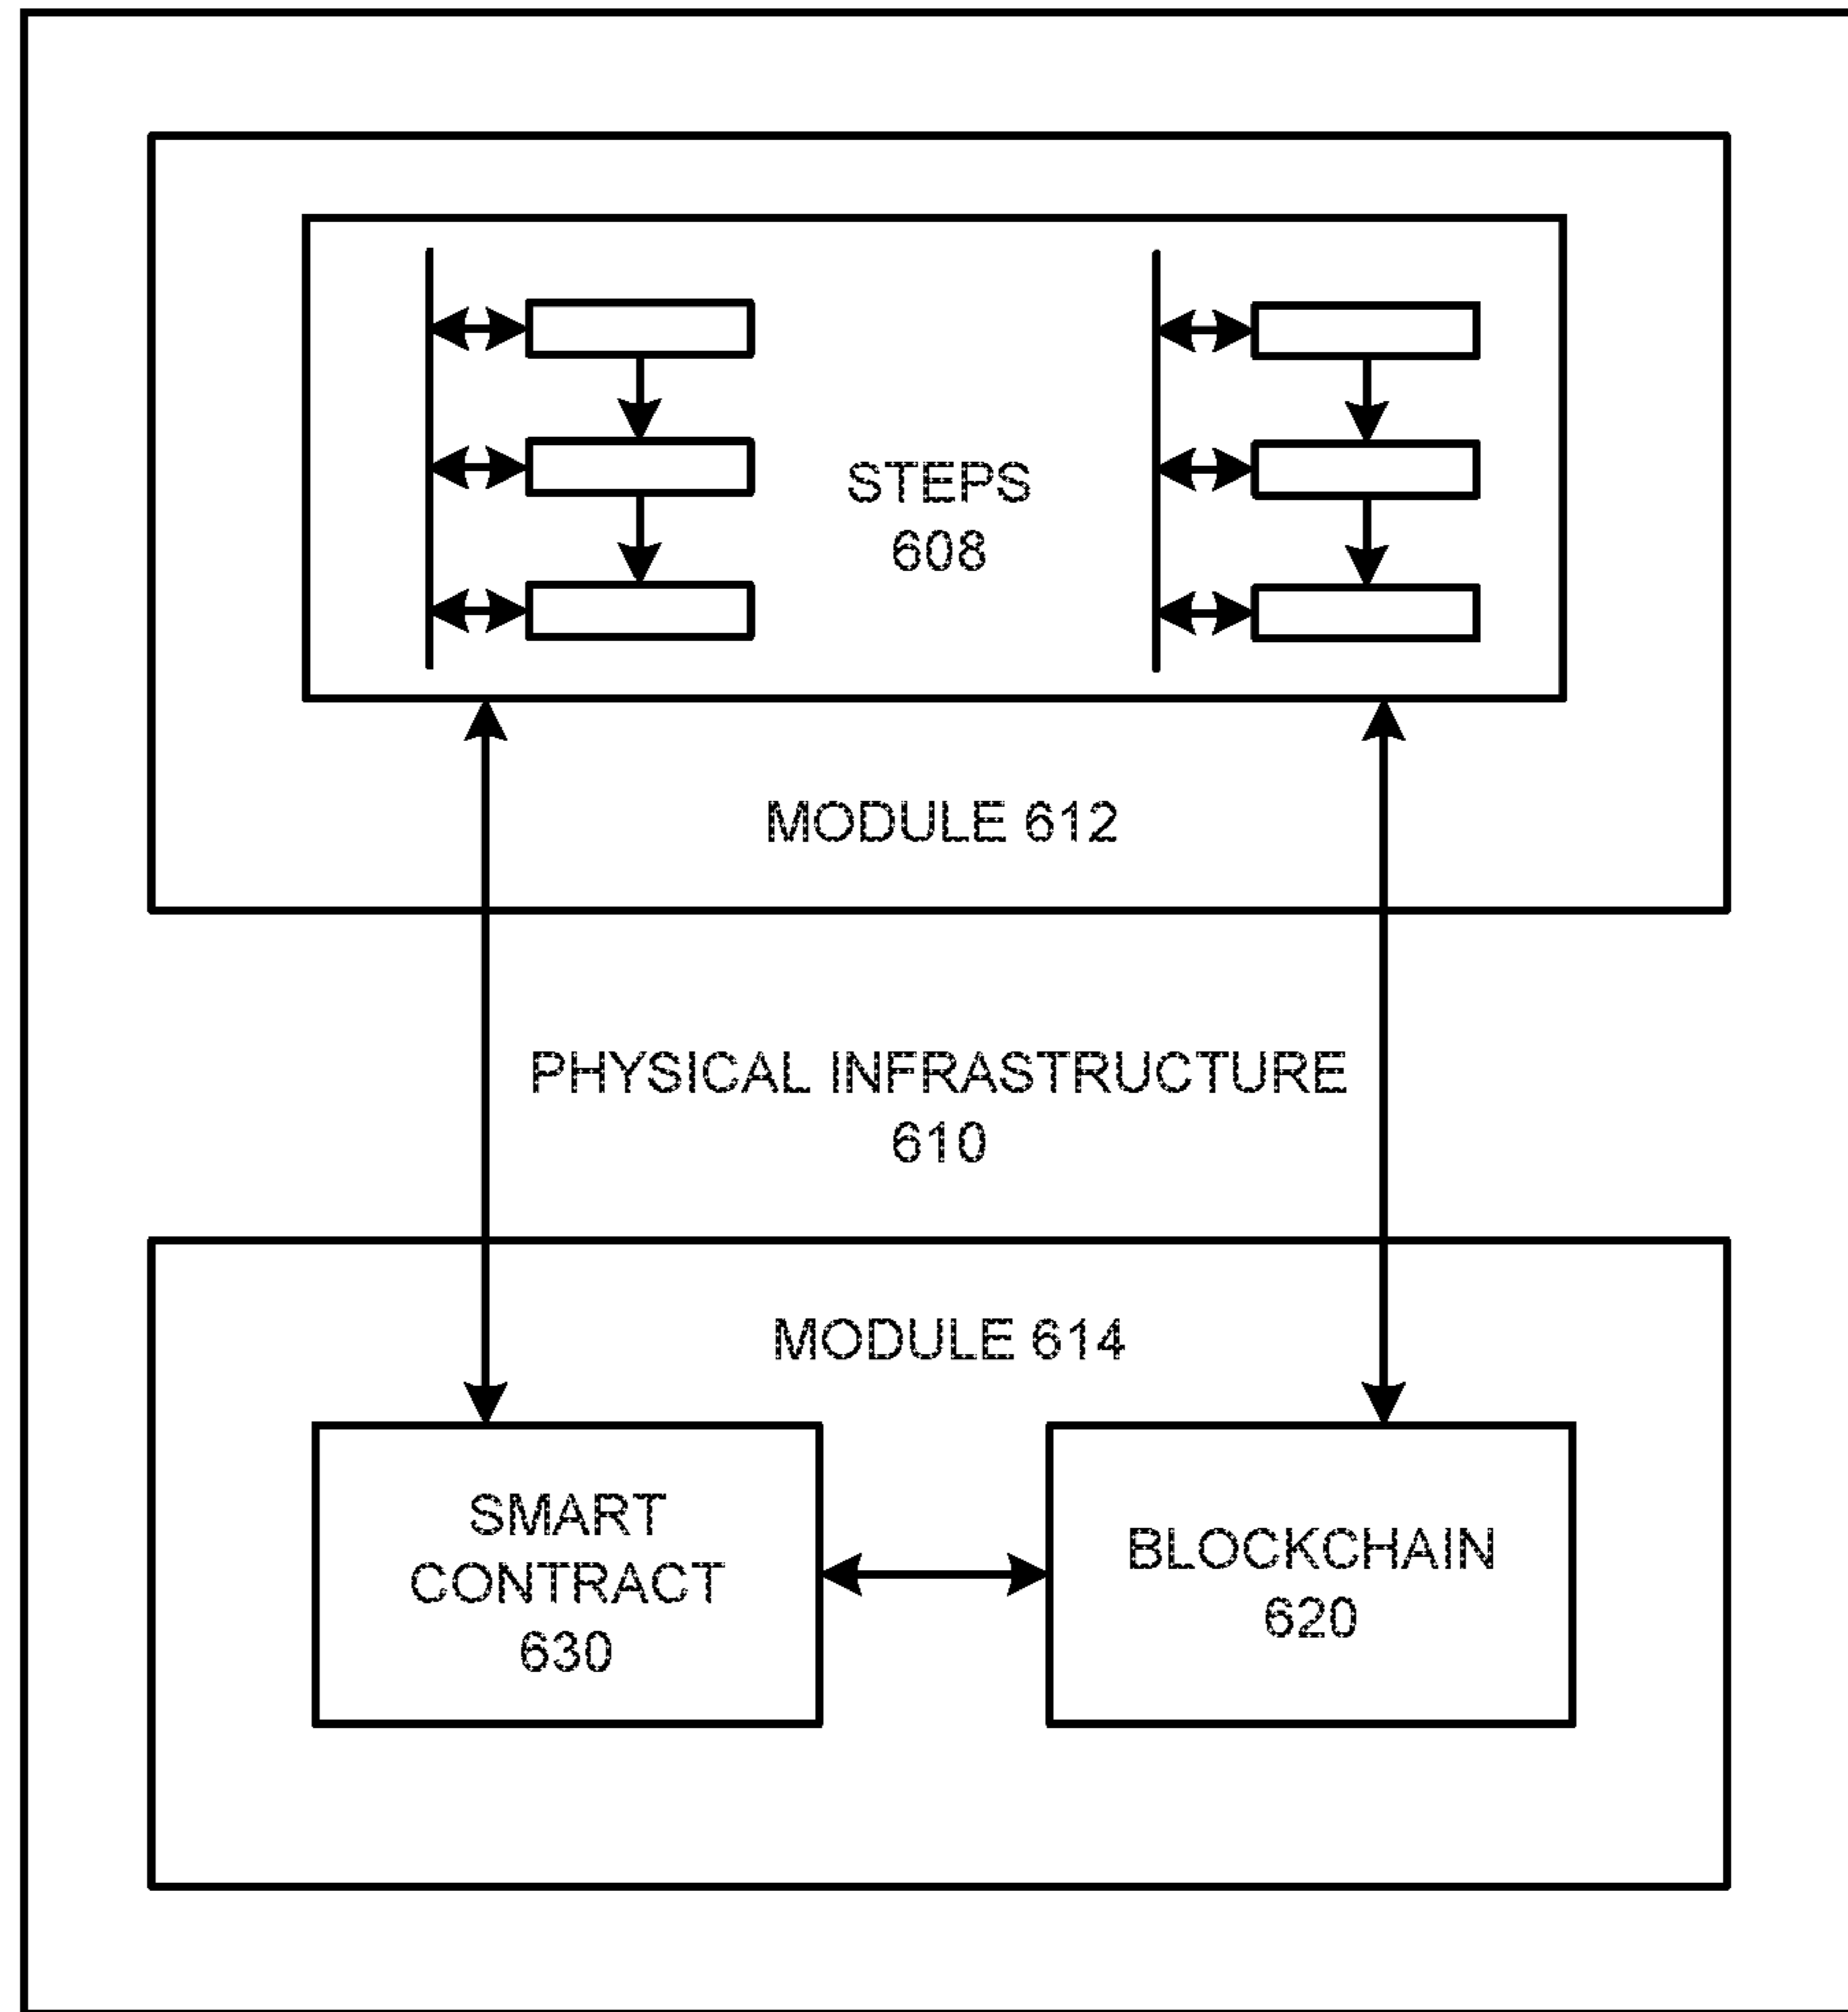 STEPS
608
MODULE 612
PHYSICAL INFRASTRUCTURE
610
MODULE 614
SMART
CONTRACT
630
BLOCKCHAIN
620